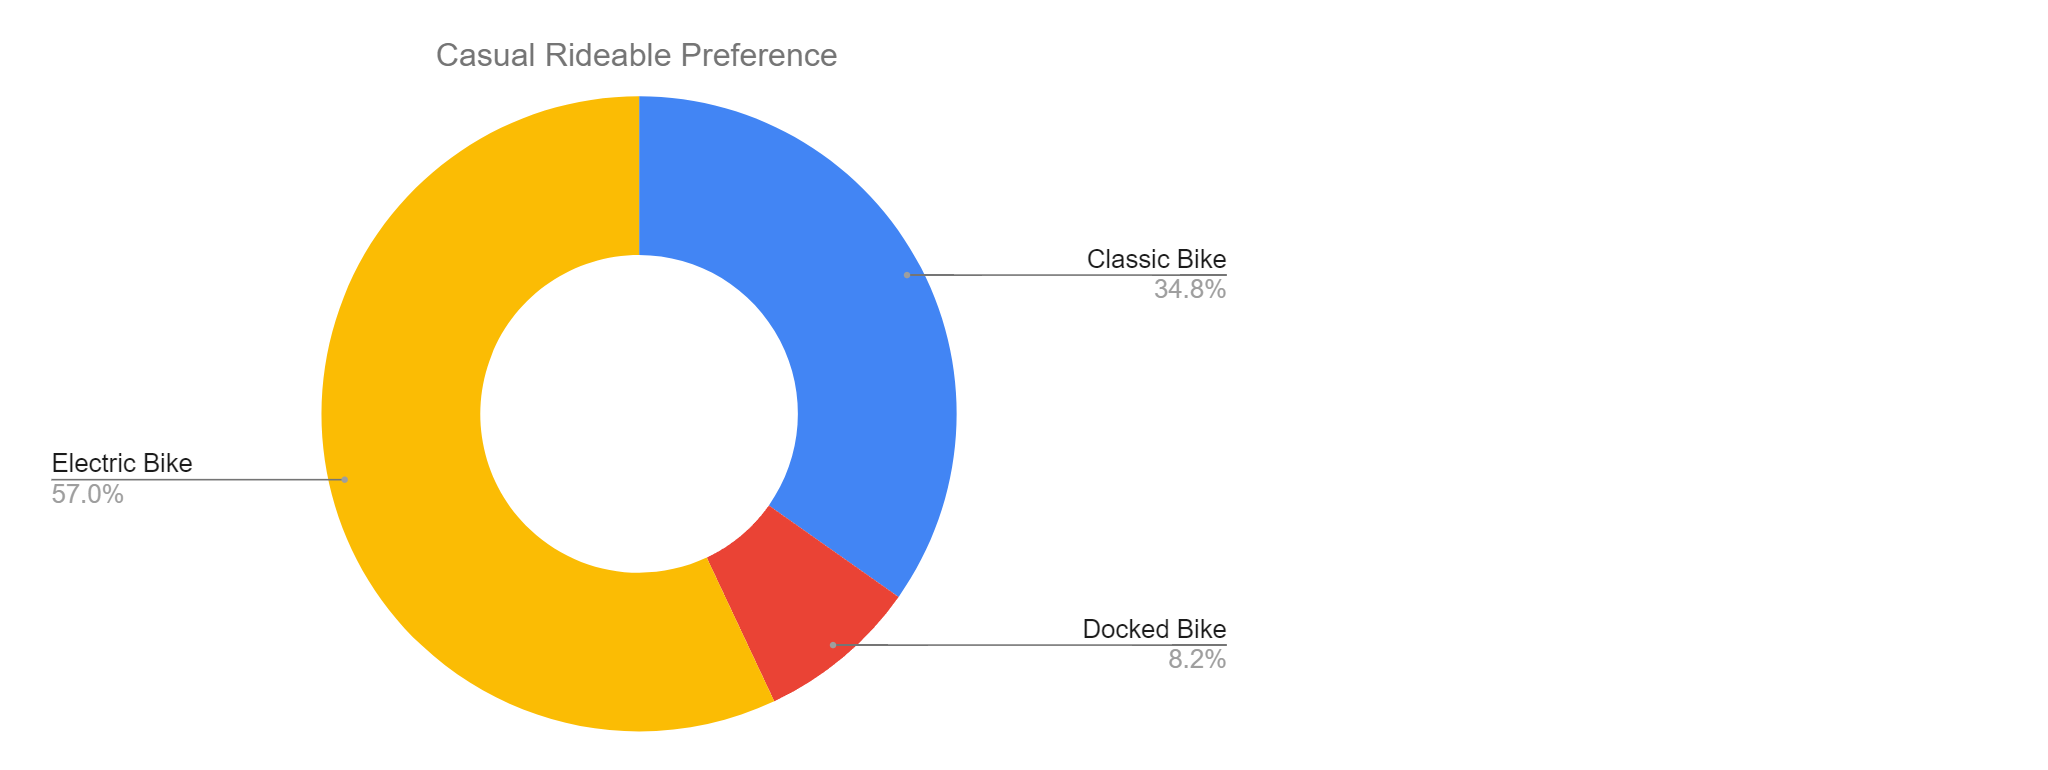 Casual Rideable Preference
Classic Bike
34.8%
Electric Bike
57.0%
Docked Bike
8.2%